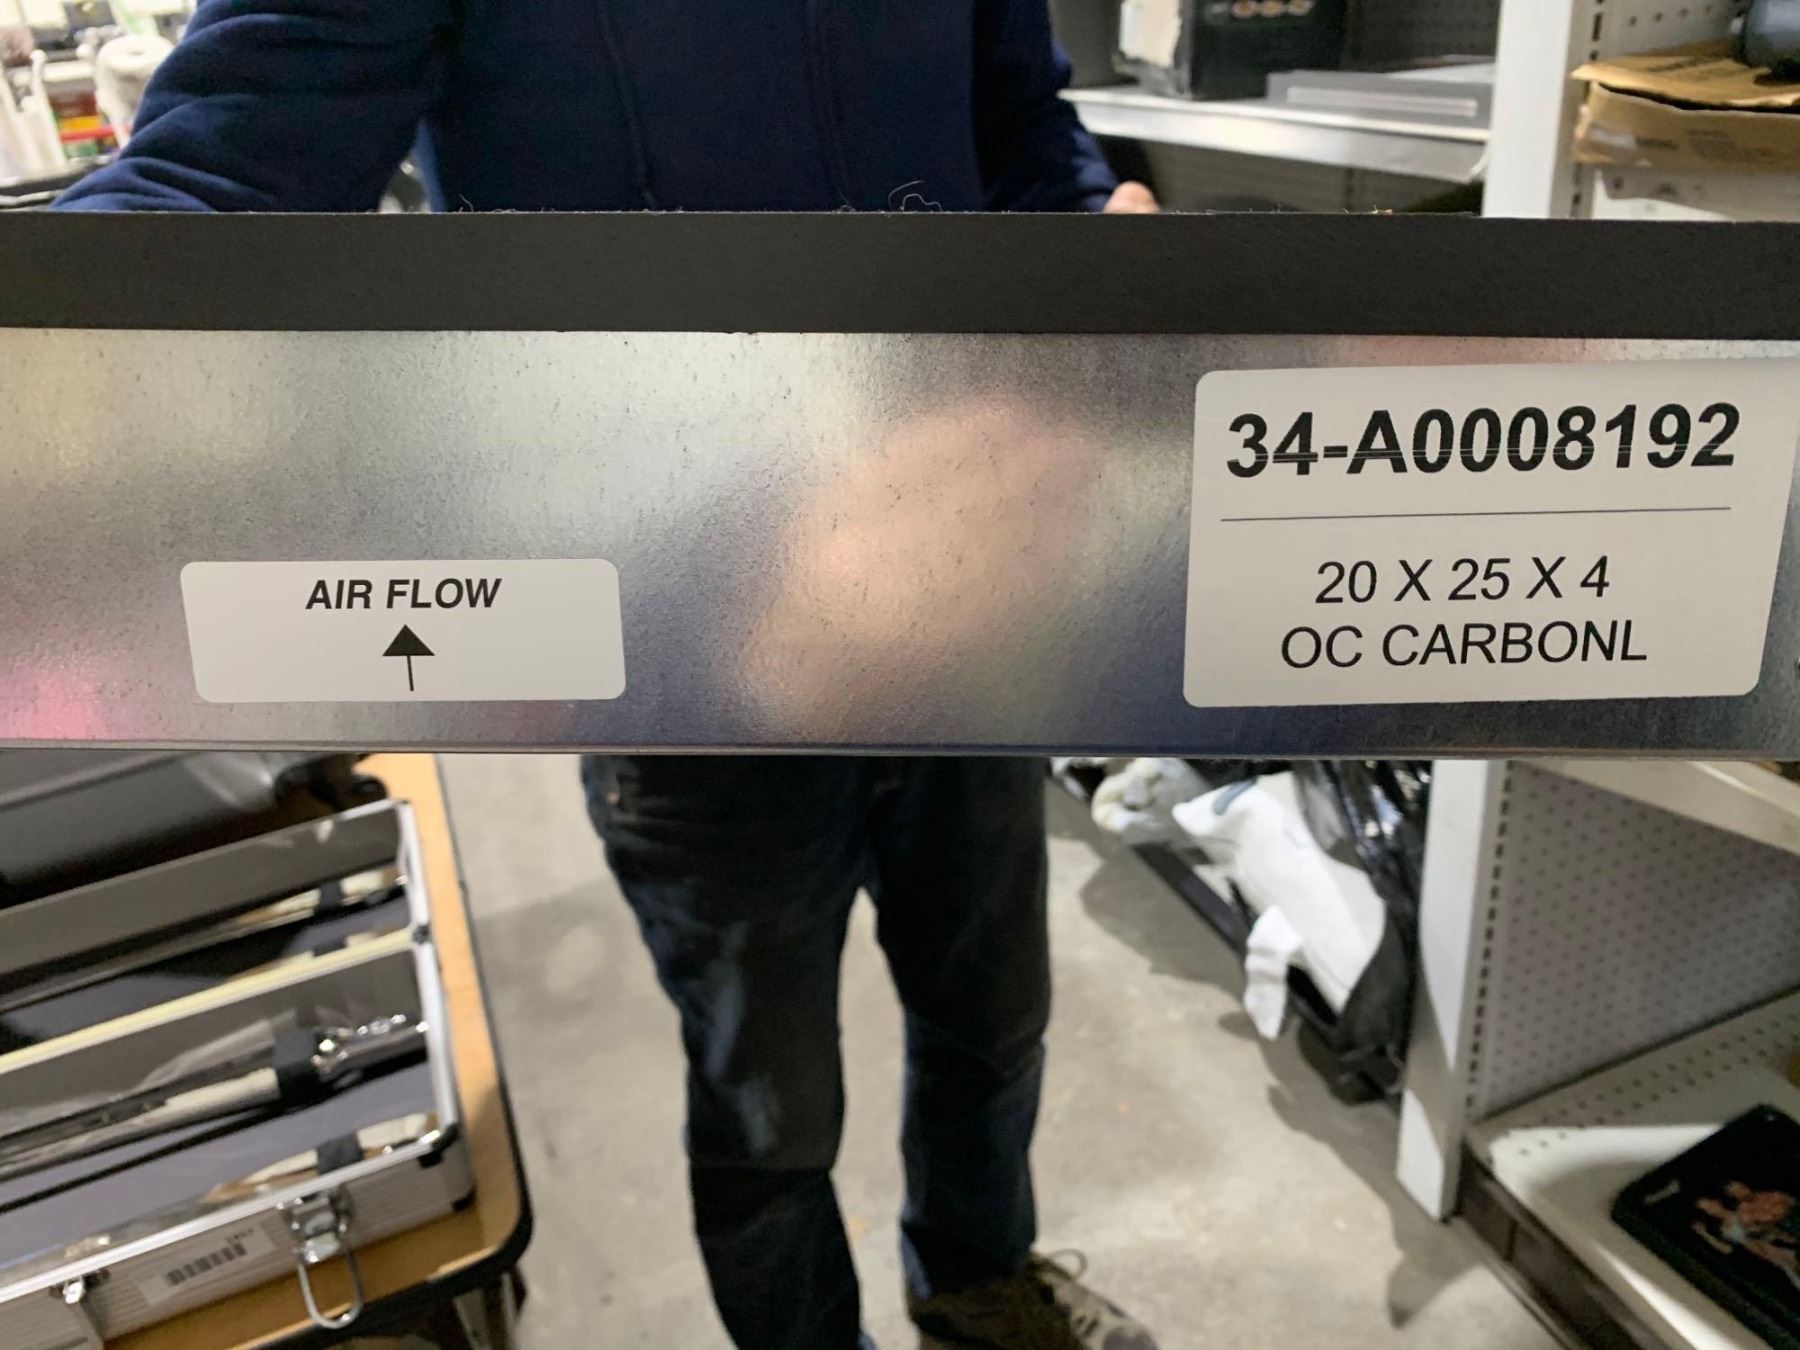 AIR FLOW
34-A0008192
20 X 25 X 4
OC CARBONL